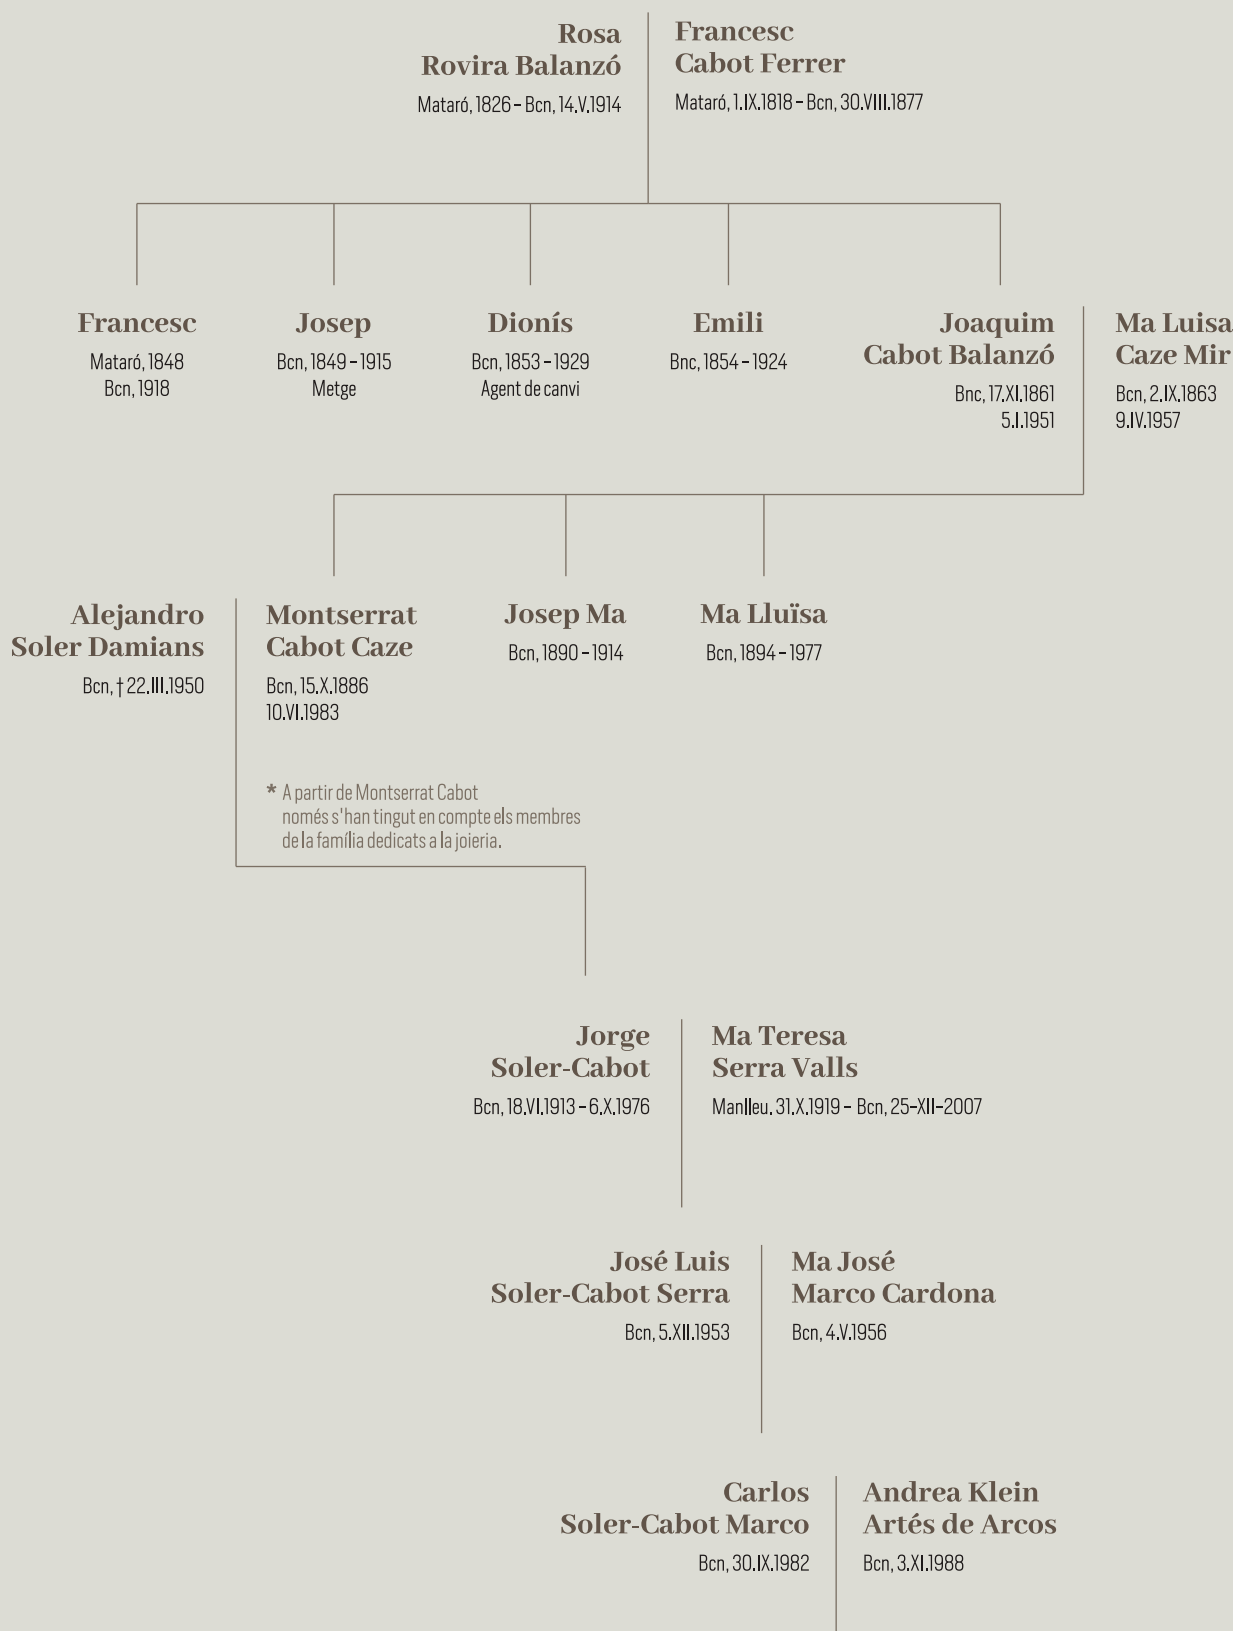 Rosa
Rovira Balanzó
Mataró, 1826 – Bcn, 14.V.1914
Francesc
Cabot Ferrer
Mataró, 1.IX.1818 – Bcn, 30.VIII.1877
Francesc
Mataró, 1848
Bcn, 1918
Josep
Bcn, 1849 – 1915
Metge
Dionís
Bcn, 1853 – 1929
Agent de canvi
Emili
Bnc, 1854 – 1924
Joaquim
Cabot Balanzó
Bnc, 17.XI.1861
5.I.1951
Ma Luisa
Caze Mir
Bcn, 2.IX.1863
9.IV.1957
Alejandro
Soler Damians
Bcn, † 22.III.1950
Montserrat
Cabot Caze
Bcn, 15.X.1886
10.VI.1983
Josep Ma
Bcn, 1890 – 1914
Ma Lluïsa
Bcn, 1894 – 1977
* A partir de Montserrat Cabot
només s'han tingut en compte els membres
de la família dedicats a la joieria.
Jorge
Soler-Cabot
Bcn, 18.VI.1913 – 6.X.1976
Ma Teresa
Serra Valls
Manlleu. 31.X.1919 – Bcn, 25-XII-2007
José Luis
Soler-Cabot Serra
Bcn, 5.XII.1953
Ma José
Marco Cardona
Bcn, 4.V.1956
Carlos
Soler-Cabot Marco
Bcn, 30.IX.1982
Andrea Klein
Artés de Arcos
Bcn, 3.XI.1988